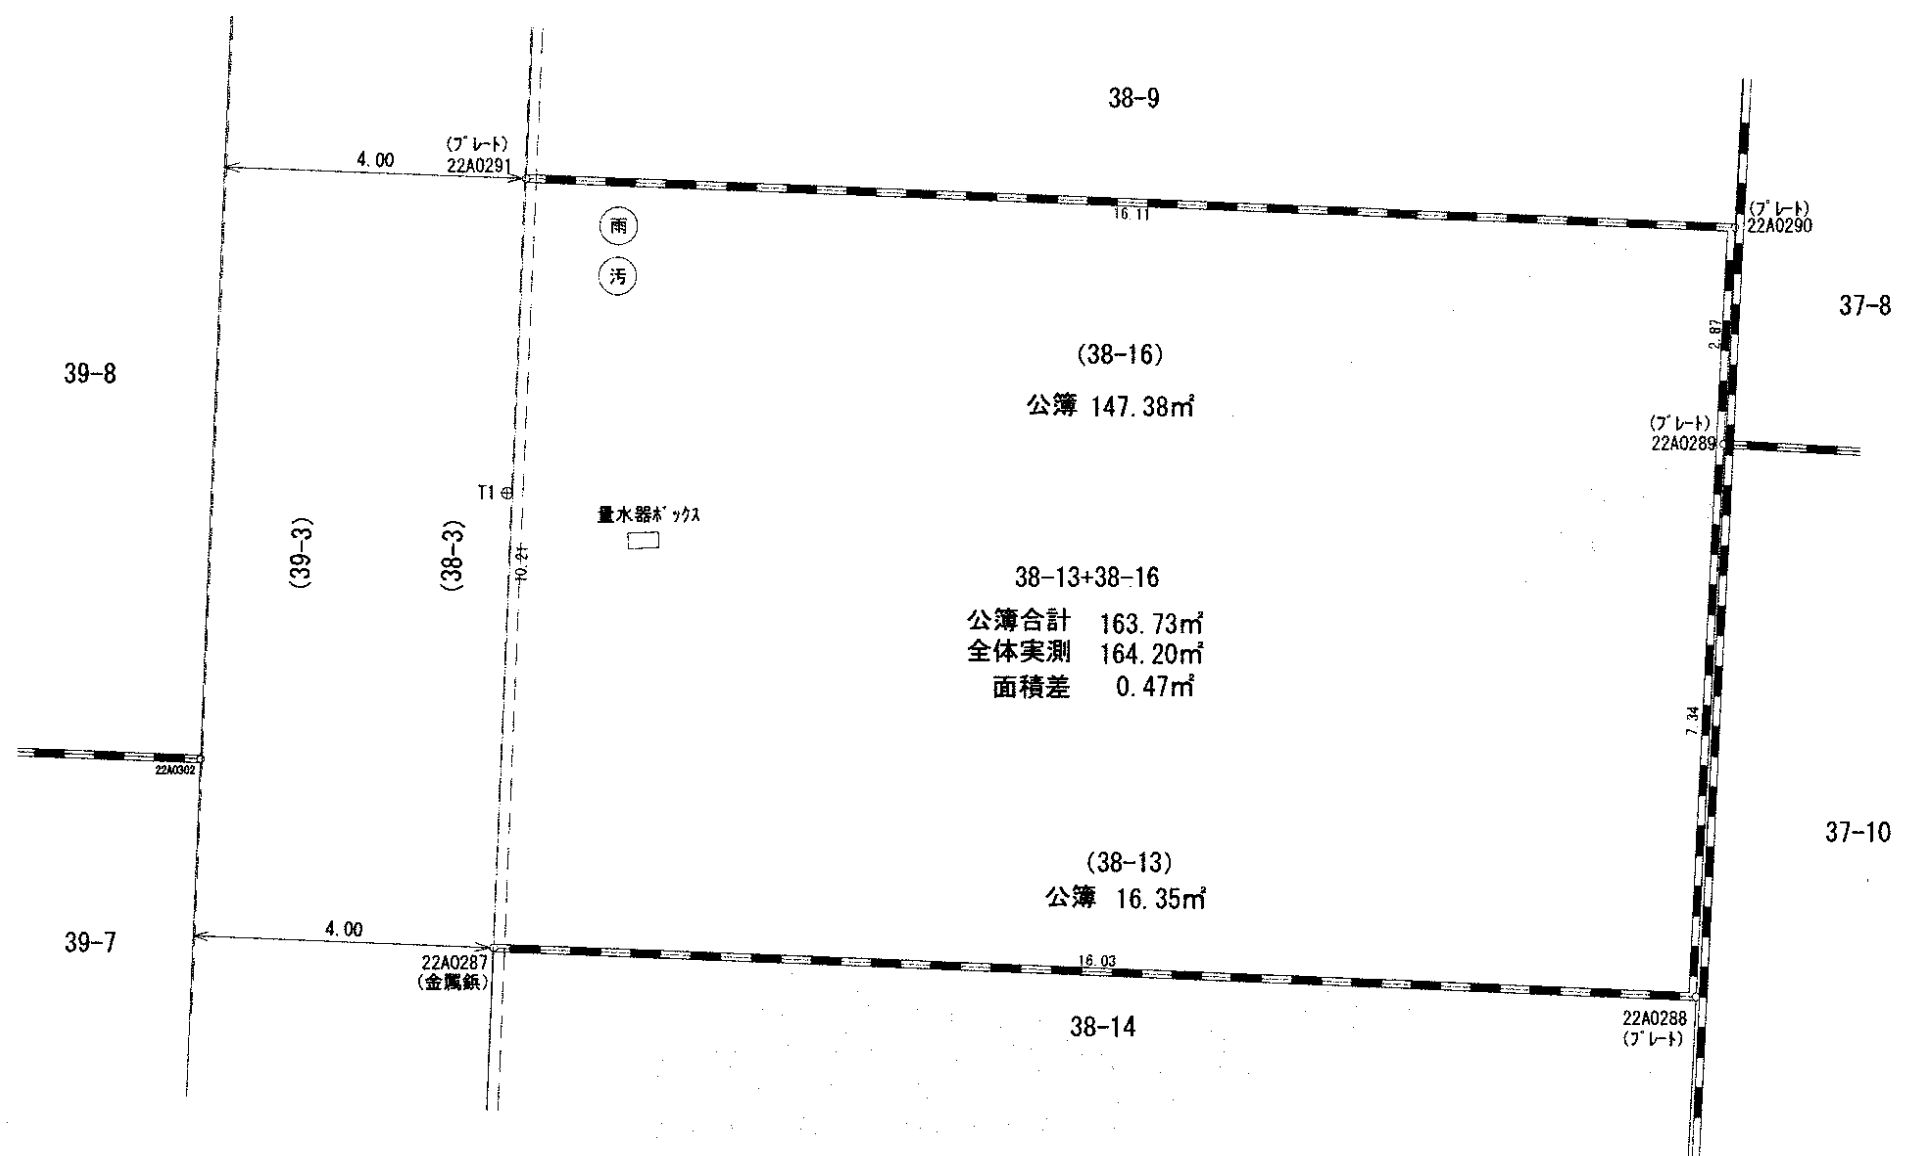 38-9
(プレート)
22A0291
4.00
16.11
(プレート)
22A0290
雨
汚
37-8
2.87
(38-16)
公簿 147.38㎡
39-8
(プレート)
22A0289
T1
量水器ボックス
(39-3)
(38-3)
10.21
38-13+38-16
公簿合計 163.73㎡
全体実測 164.20㎡
面積差 0.47㎡
7.34
22A0302
37-10
(38-13)
公簿 16.35㎡
39-7
4.00
22A0287
(金属鋲)
16.03
38-14
22A0288
(プレート)